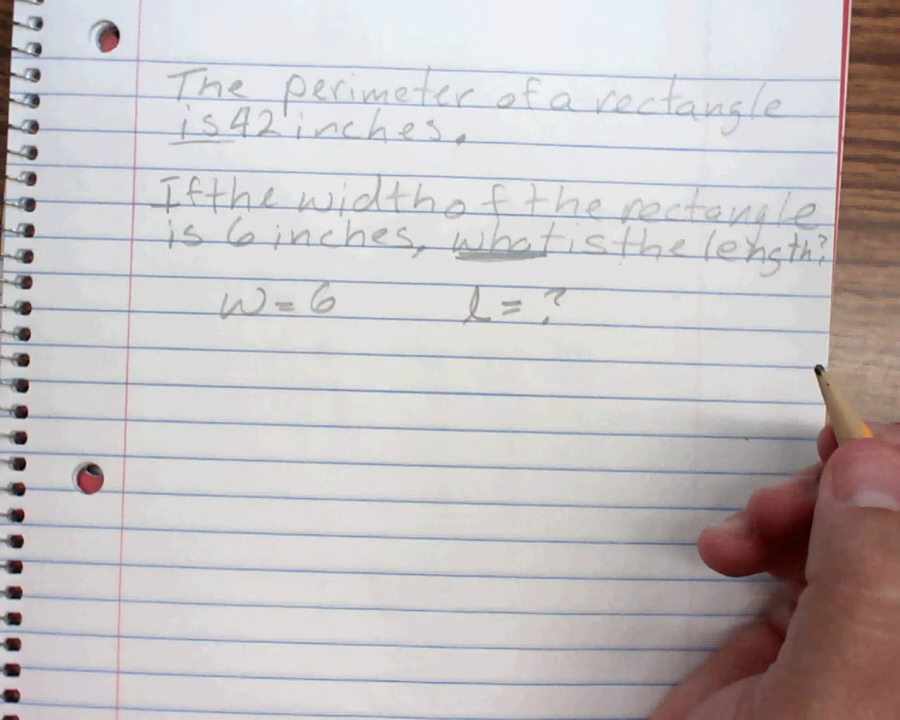 The perimeter of a rectangle
is 42 inches.
If the width of the rectangle
is 6 inches, what is the length?
w = 6 l = ?